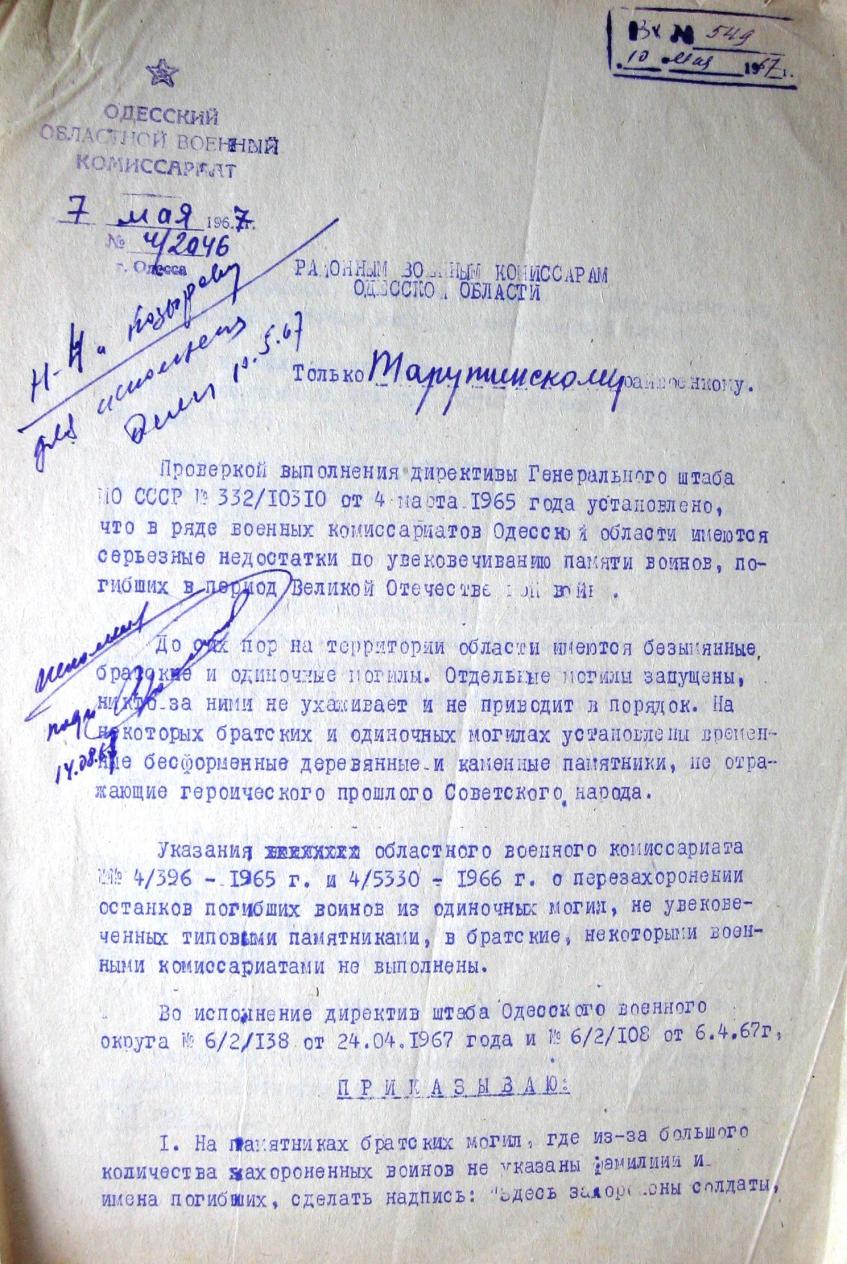 Вх № 549
10 мая 1967г.
ОДЕССКИЙ
ОБЛАСТНОЙ ВОЕННЫЙ
КОМИССАРИАТ
7 мая 1967г.
№ 4/2046
г. Одесса
РАЙОННЫМ ВОЕННЫМ КОМИССАРАМ
ОДЕССКОЙ ОБЛАСТИ
Н-Н. Козыреву
для исполнения
10.5.67
Только Тарутинскому райвоенкому.
Проверкой выполнения директивы Генерального штаба
МО СССР № 332/10310 от 4 марта 1965 года установлено,
что в ряде военных комиссариатов Одесской области имеются
серьезные недостатки по увековечиванию памяти воинов, по-
гибших в период Великой Отечественной войны.
До сих пор на территории области имеются безымянные,
братские и одиночные могилы. Отдельные могилы запущены,
никто за ними не ухаживает и не приводит в порядок. На
некоторых братских и одиночных могилах установлены времен-
ные бесформенные деревянные и каменные памятники, не отра-
жающие героического прошлого Советского народа.
14.08.67
Указания областного военного комиссариата
№№ 4/396 - 1965 г. и 4/5330 - 1966 г. о перезахоронении
останков погибших воинов из одиночных могил, не увекове-
ченных типовыми памятниками, в братские, некоторыми воен-
ными комиссариатами не выполнены.
Во исполнение директив штаба Одесского военного
округа № 6/2/138 от 24.04.1967 года и № 6/2/108 от 6.4.67г,
ПРИКАЗЫВАЮ:
I. На памятниках братских могил, где из-за большого
количества захороненных воинов не указаны фамилии и
имена погибших, сделать надпись: "Здесь захоронены солдаты,